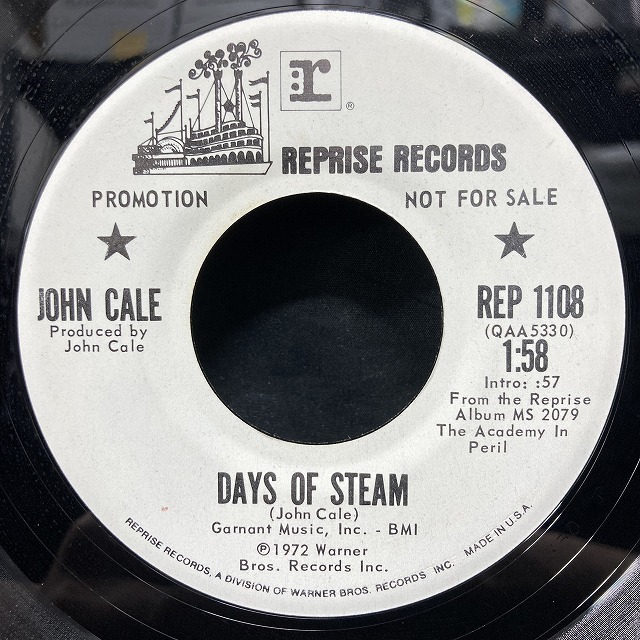 r
®
REPRISE RECORDS
PROMOTION
NOT FOR SALE
JOHN CALE
Produced by
John Cale
REP 1108
(QAA5330)
1:58
Intro: :57
From the Reprise
Album MS 2079
The Academy In
Peril
DAYS OF STEAM
(John Cale)
Garnant Music, Inc. - BMI
℗1972 Warner
Bros. Records Inc.
REPRISE RECORDS, A DIVISION OF WARNER BROS. RECORDS INC. MADE IN U.S.A.